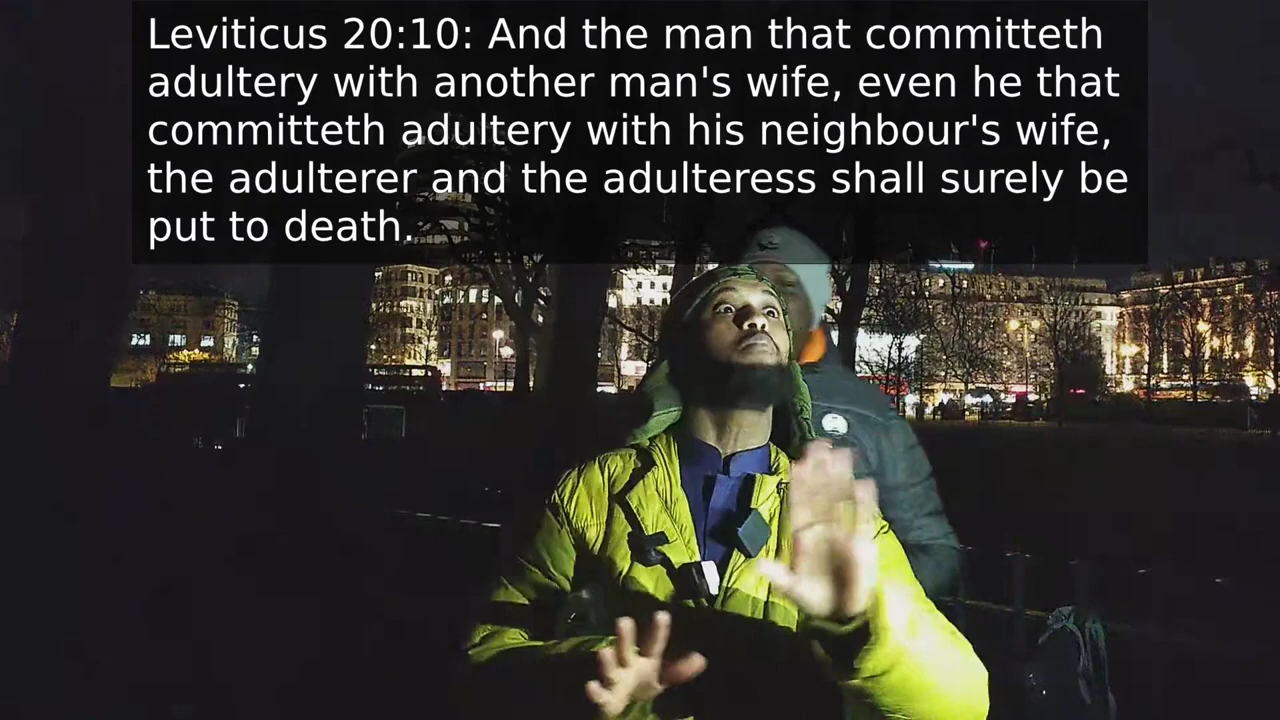 Leviticus 20:10: And the man that committeth
adultery with another man's wife, even he that
committeth adultery with his neighbour's wife,
the adulterer and the adulteress shall surely be
put to death.